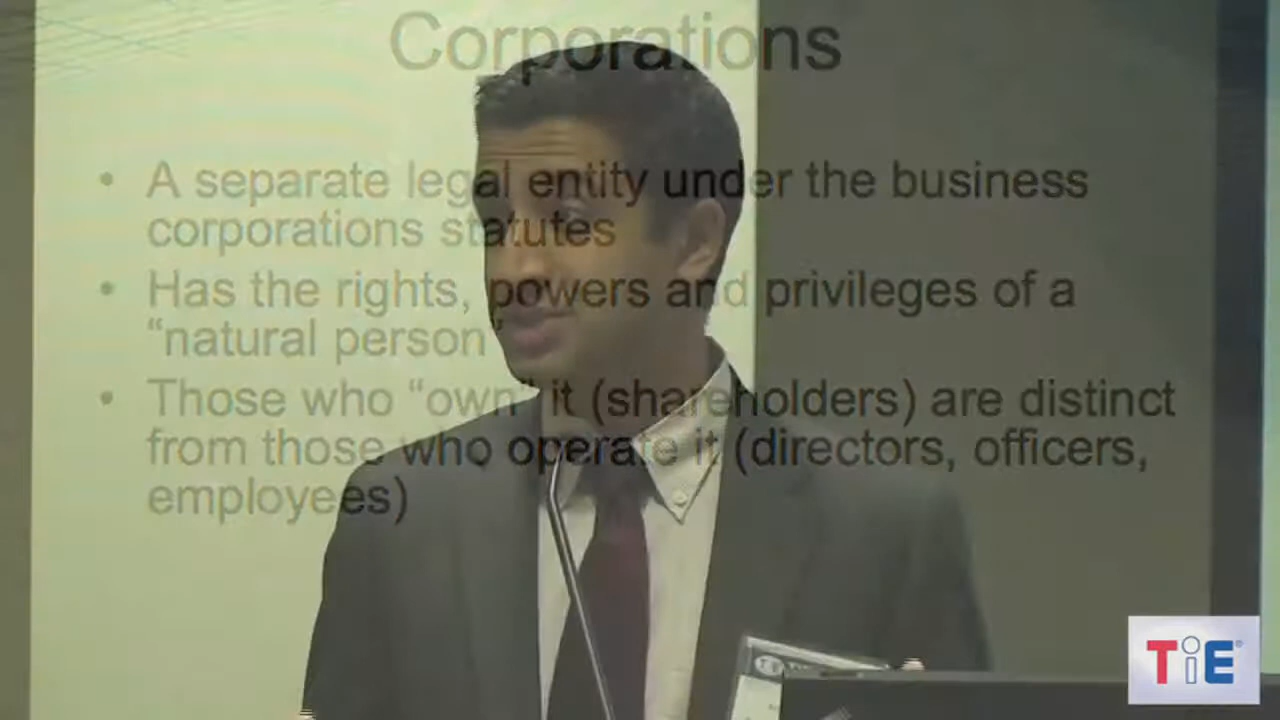 Corporations
• A separate legal entity under the business
corporations statutes
• Has the rights, powers and privileges of a
“natural person”
• Those who “own” it (shareholders) are distinct
from those who operate it (directors, officers,
employees)
TiE®